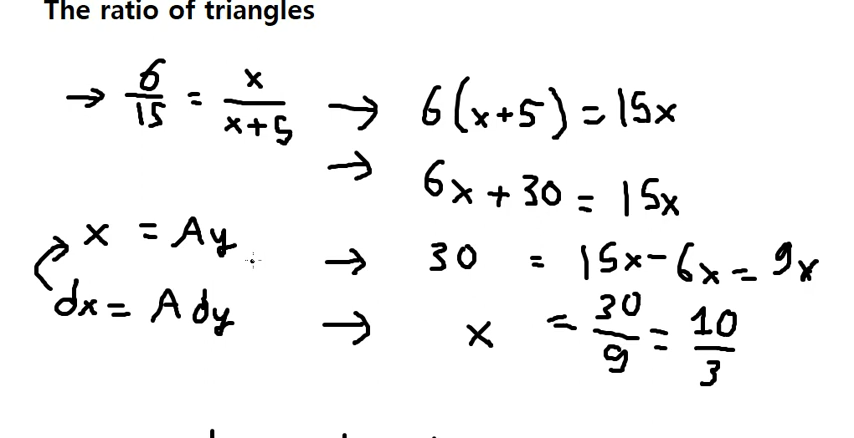 The ratio of triangles
→ 6/15 = x/(x+5) → 6(x+5) = 15x
→ 6x + 30 = 15x
x = Ay → 30 = 15x - 6x = 9x
dx = A dy → x = 30/9 = 10/3